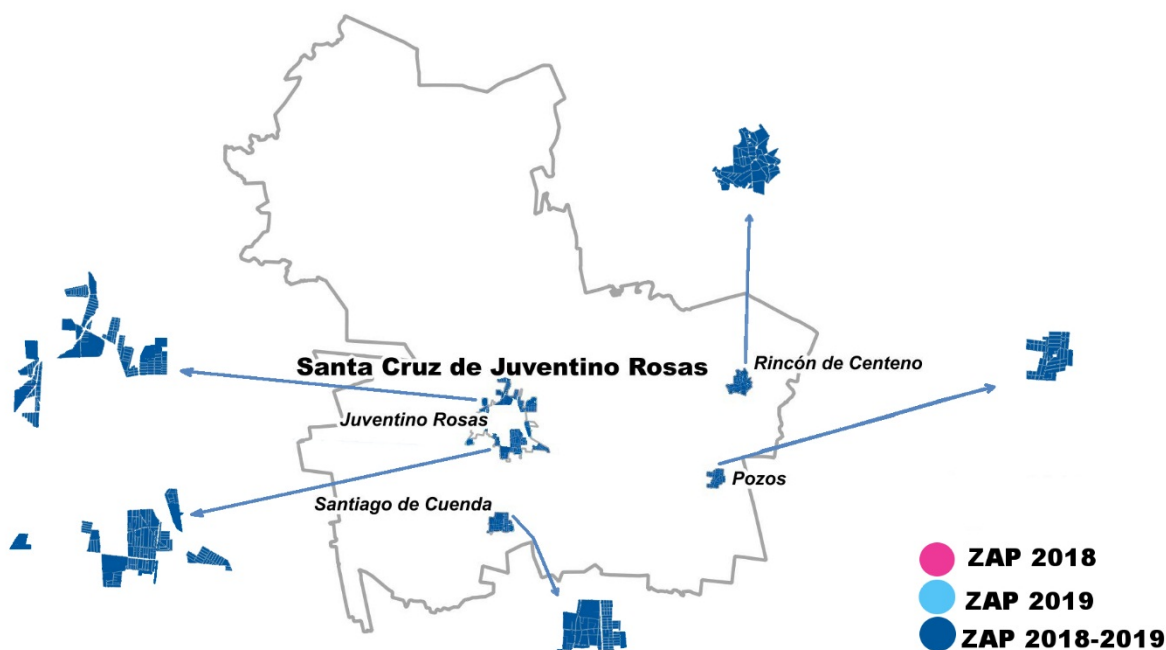 Santa Cruz de Juventino Rosas
Rincón de Centeno
Juventino Rosas
Pozos
Santiago de Cuenda
ZAP 2018
ZAP 2019
ZAP 2018-2019